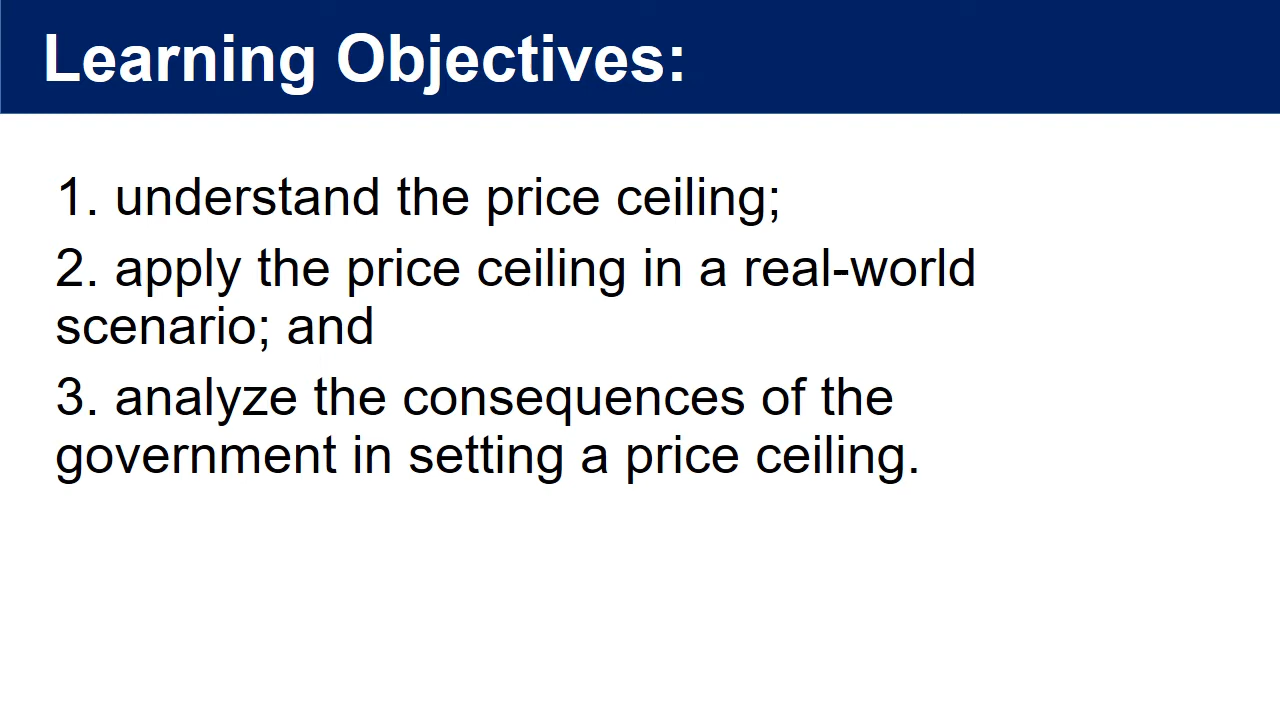 Learning Objectives:
1. understand the price ceiling;
2. apply the price ceiling in a real-world
scenario; and
3. analyze the consequences of the
government in setting a price ceiling.